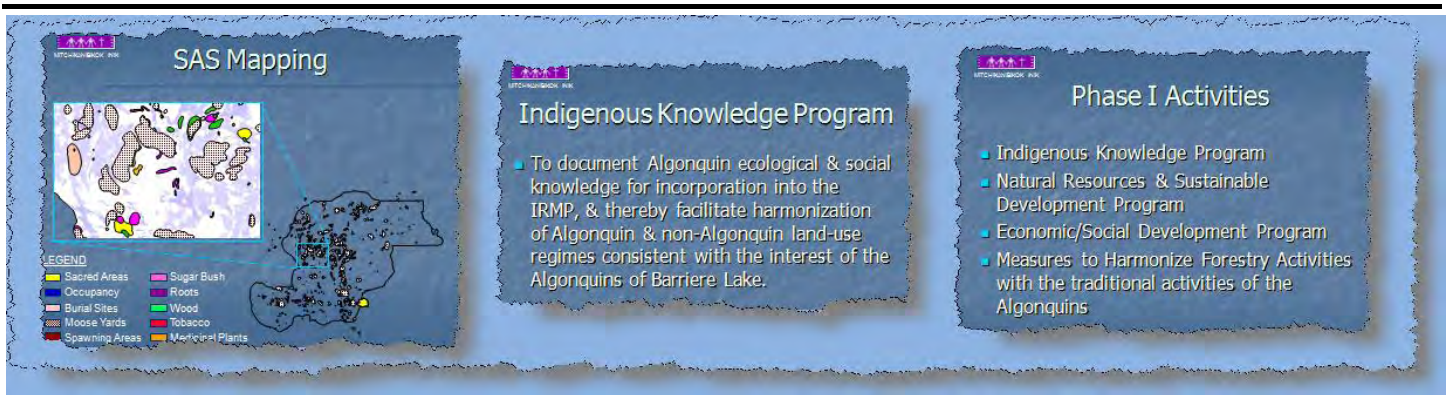 MITCHIKANIBIKOK INIK
SAS Mapping
LEGEND
Sacred Areas
Occupancy
Burial Sites
Moose Yards
Spawning Areas
Sugar Bush
Roots
Wood
Tobacco
Medicinal Plants
MITCHIKANIBIKOK INIK
Indigenous Knowledge Program
To document Algonquin ecological & social
knowledge for incorporation into the
IRMP, & thereby facilitate harmonization
of Algonquin & non-Algonquin land-use
regimes consistent with the interest of the
Algonquins of Barriere Lake.
MITCHIKANIBIKOK INIK
Phase I Activities
Indigenous Knowledge Program
Natural Resources & Sustainable
Development Program
Economic/Social Development Program
Measures to Harmonize Forestry Activities
with the traditional activities of the
Algonquins